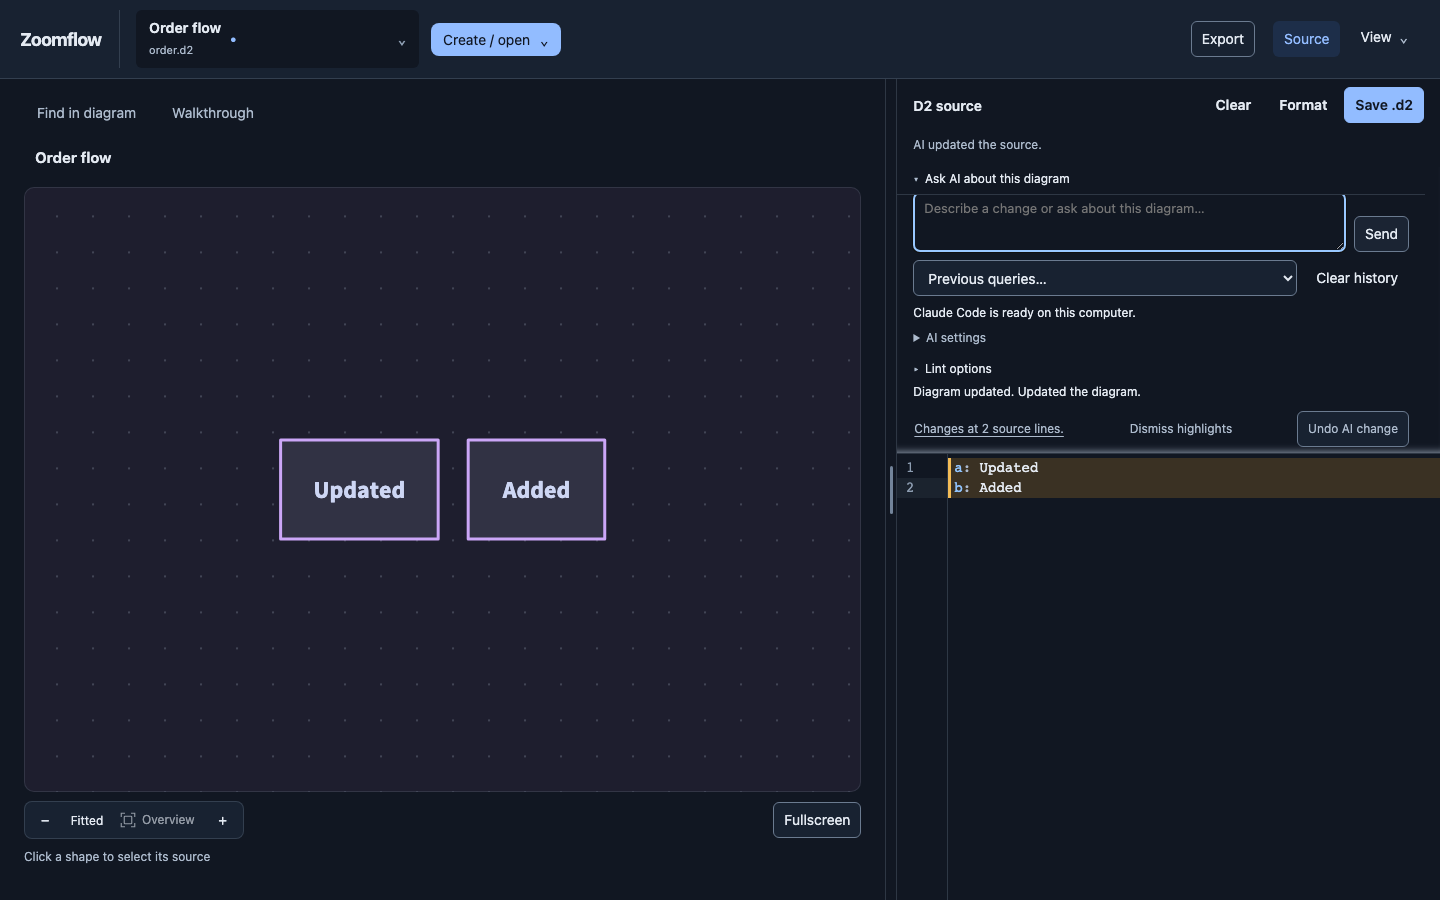 Zoomflow
Order flow
order.d2
Create / open
Export
Source
View
Find in diagram
Walkthrough
Order flow
Updated
Added
−
Fitted
Overview
+
Fullscreen
Click a shape to select its source
D2 source
Clear
Format
Save .d2
AI updated the source.
Ask AI about this diagram
Describe a change or ask about this diagram...
Send
Previous queries...
Clear history
Claude Code is ready on this computer.
AI settings
Lint options
Diagram updated. Updated the diagram.
Changes at 2 source lines.
Dismiss highlights
Undo AI change
1 a: Updated
2 b: Added